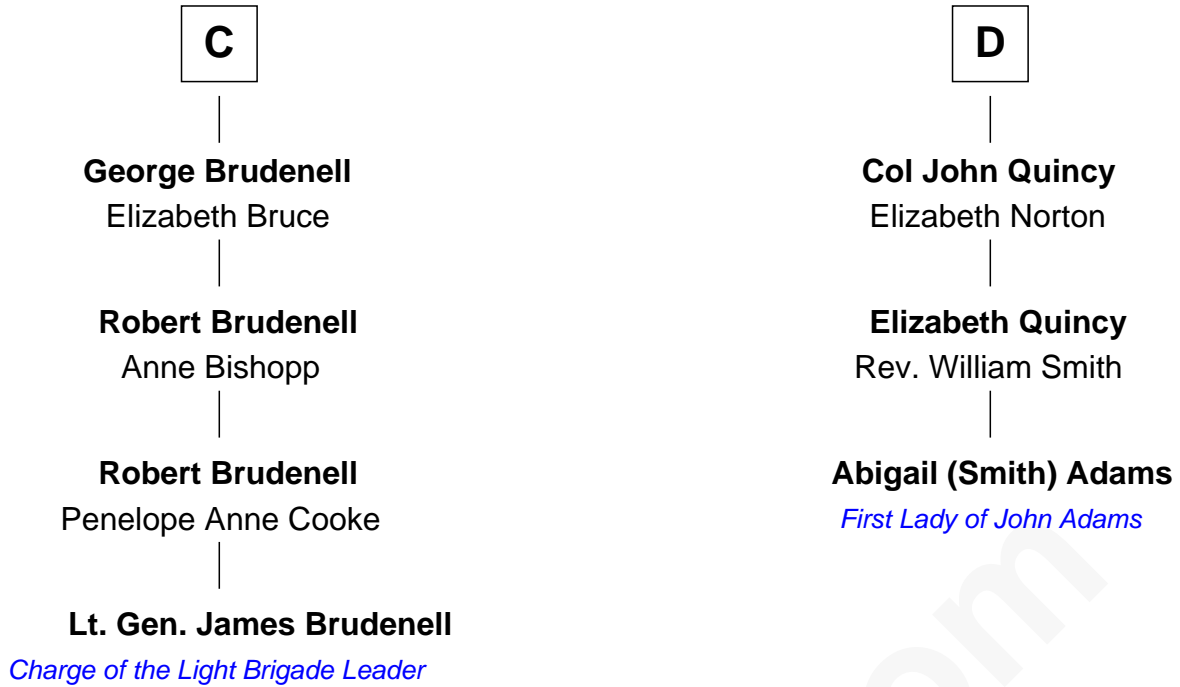 C
George Brudenell
Elizabeth Bruce
Robert Brudenell
Anne Bishopp
Robert Brudenell
Penelope Anne Cooke
Lt. Gen. James Brudenell
Charge of the Light Brigade Leader
D
Col John Quincy
Elizabeth Norton
Elizabeth Quincy
Rev. William Smith
Abigail (Smith) Adams
First Lady of John Adams
om